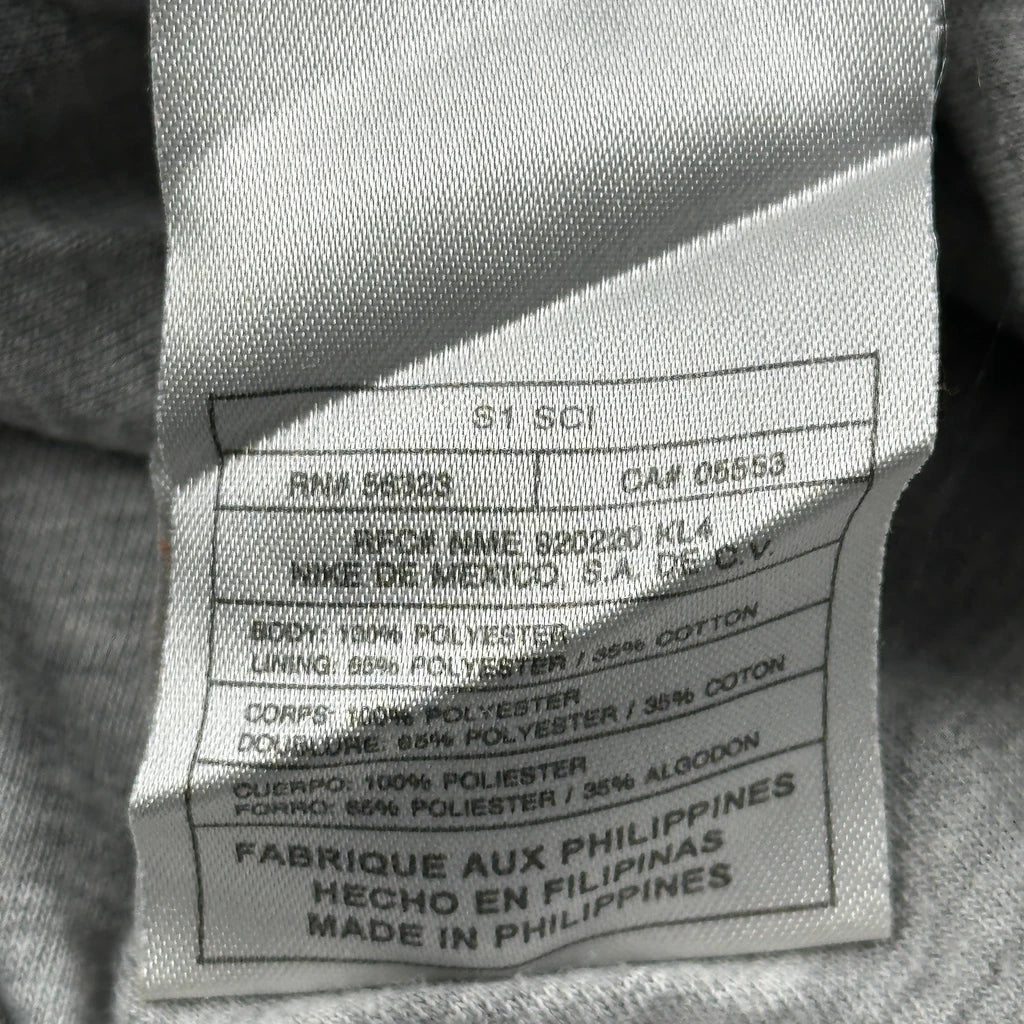 S1 SCI
RN# 56323 CA# 05553
RFC# NME 920220 KL4
NIKE DE MEXICO, S.A. DE C.V.
BODY: 100% POLYESTER
LINING: 65% POLYESTER / 35% COTTON
CORPS: 100% POLYESTER
DOUBLURE: 65% POLYESTER / 35% COTON
CUERPO: 100% POLIESTER
FORRO: 65% POLIESTER / 35% ALGODON
FABRIQUE AUX PHILIPPINES
HECHO EN FILIPINAS
MADE IN PHILIPPINES